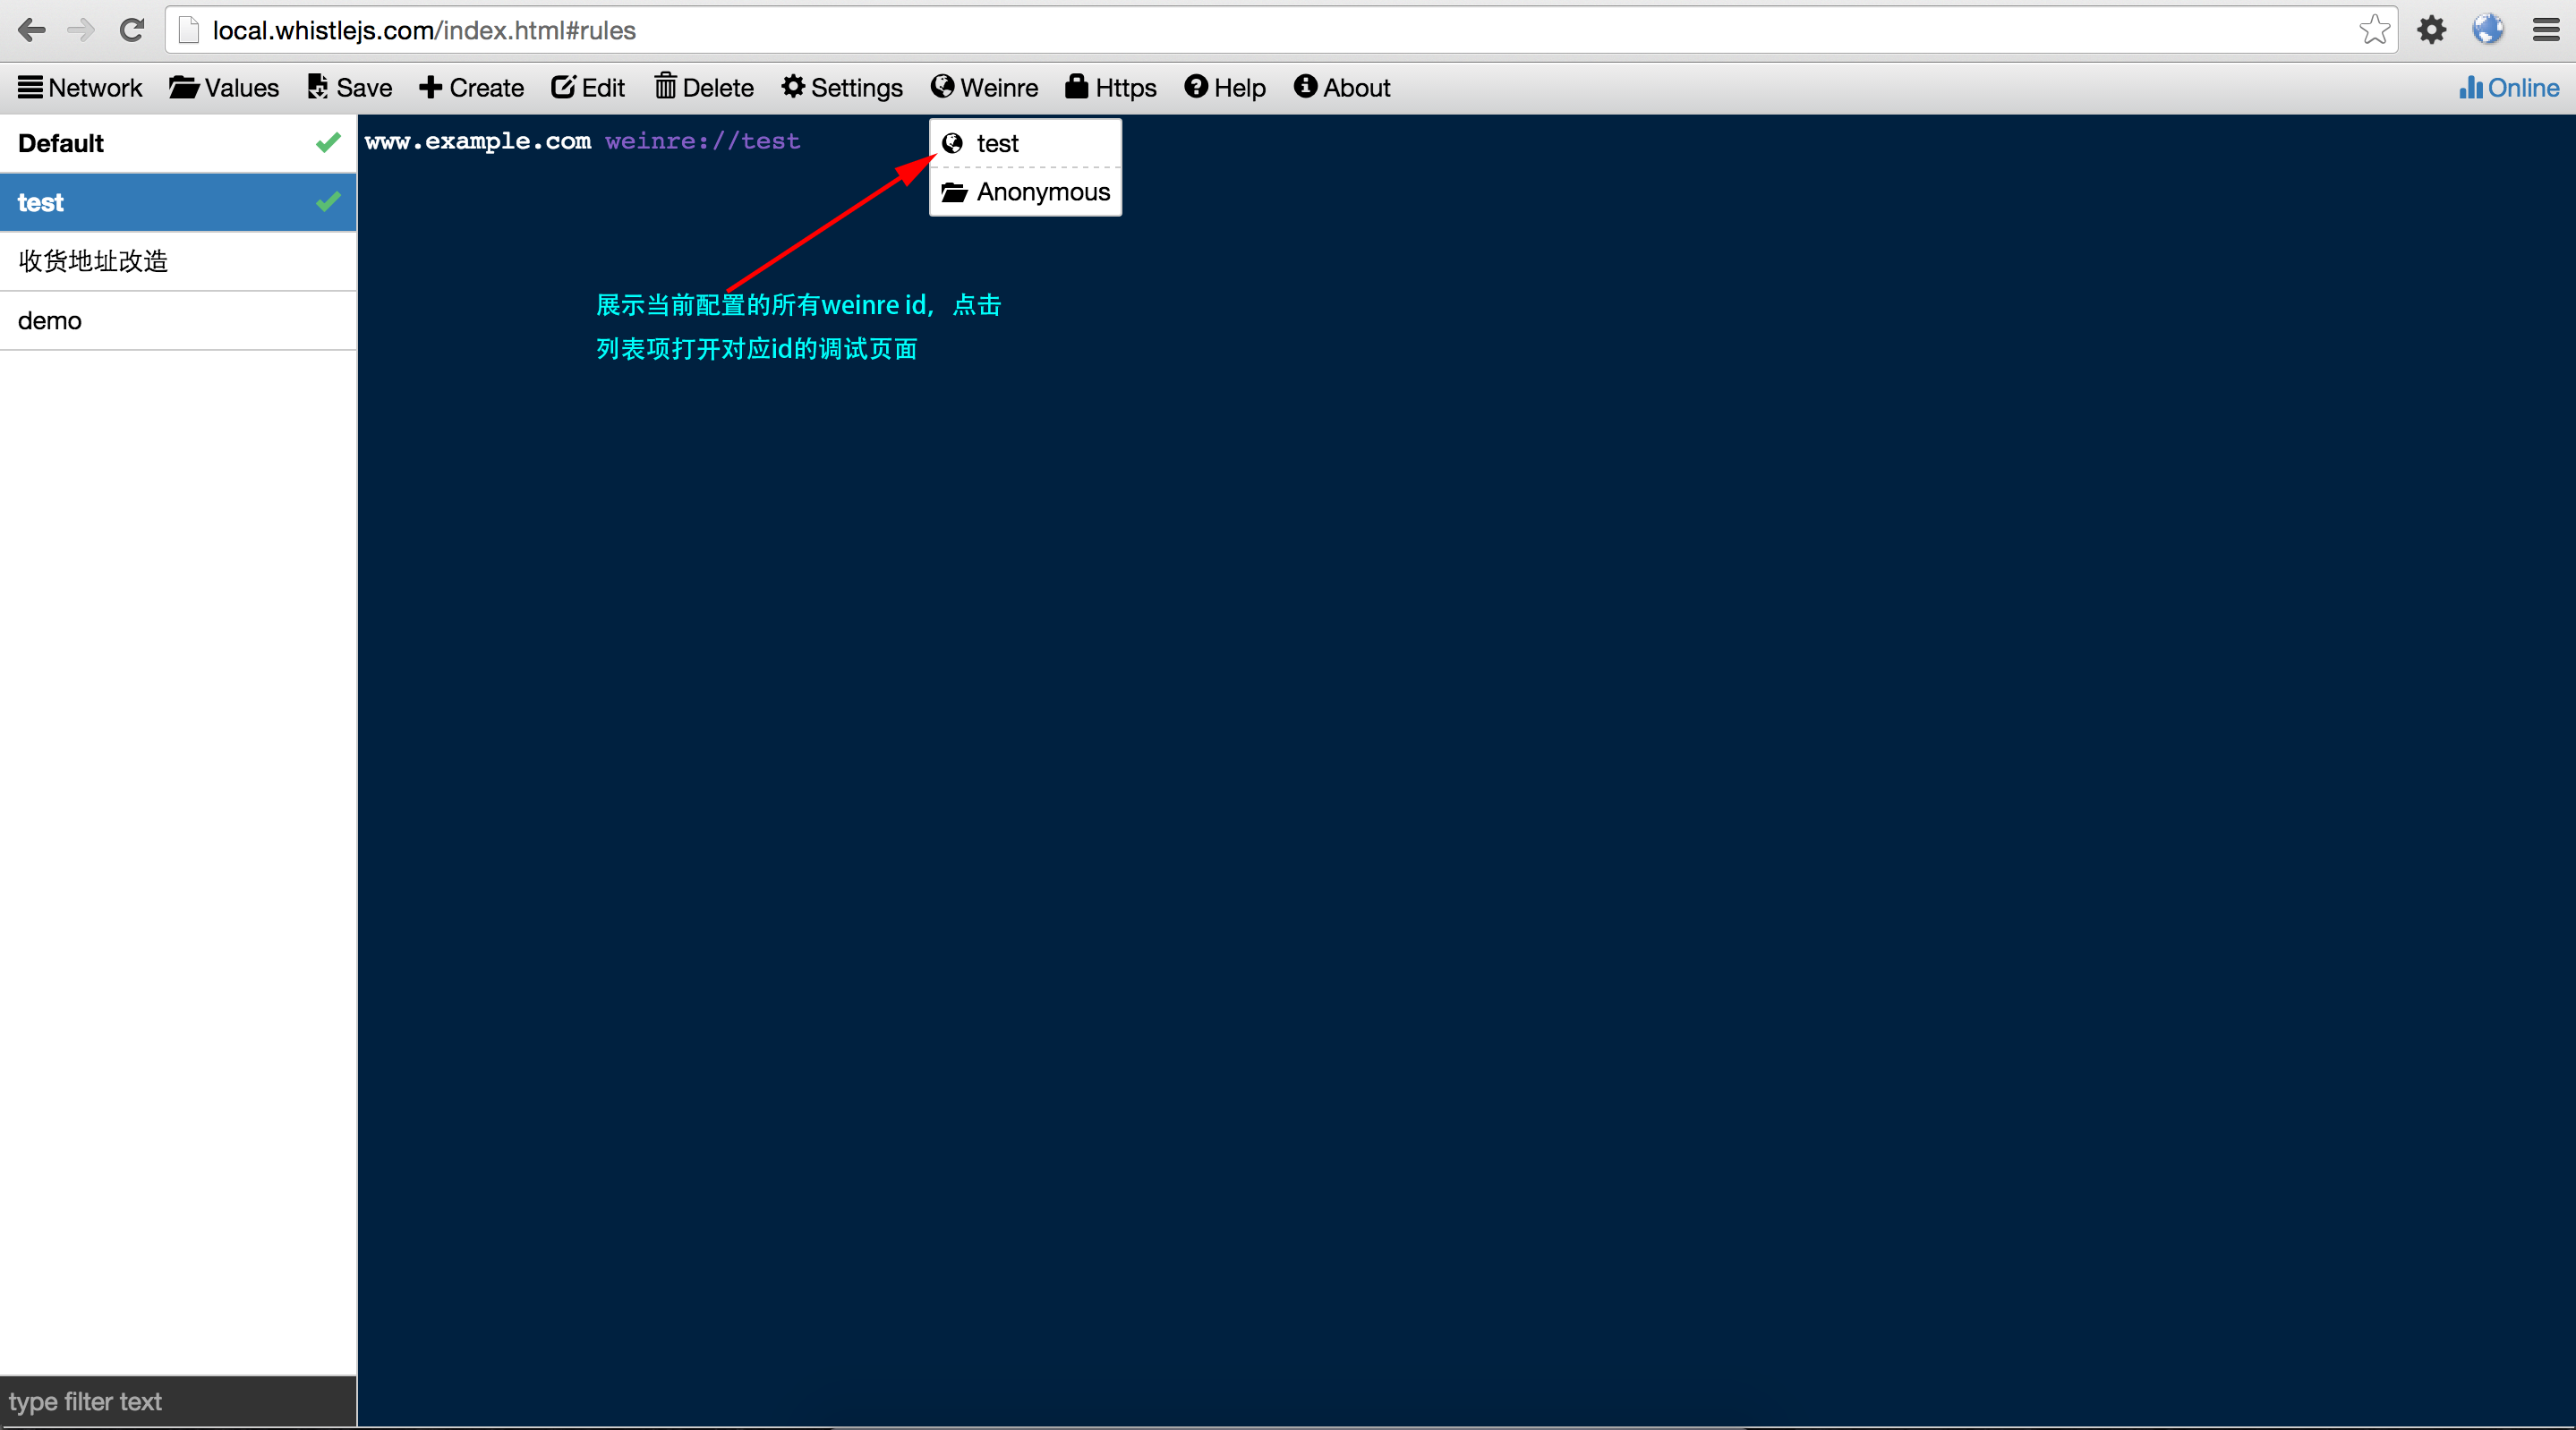 local.whistlejs.com/index.html#rules
Network Values Save Create Edit Delete Settings Weinre Https Help About Online
Default
test
收货地址改造
demo
www.example.com weinre://test
test
Anonymous
展示当前配置的所有weinre id，点击
列表项打开对应id的调试页面
type filter text